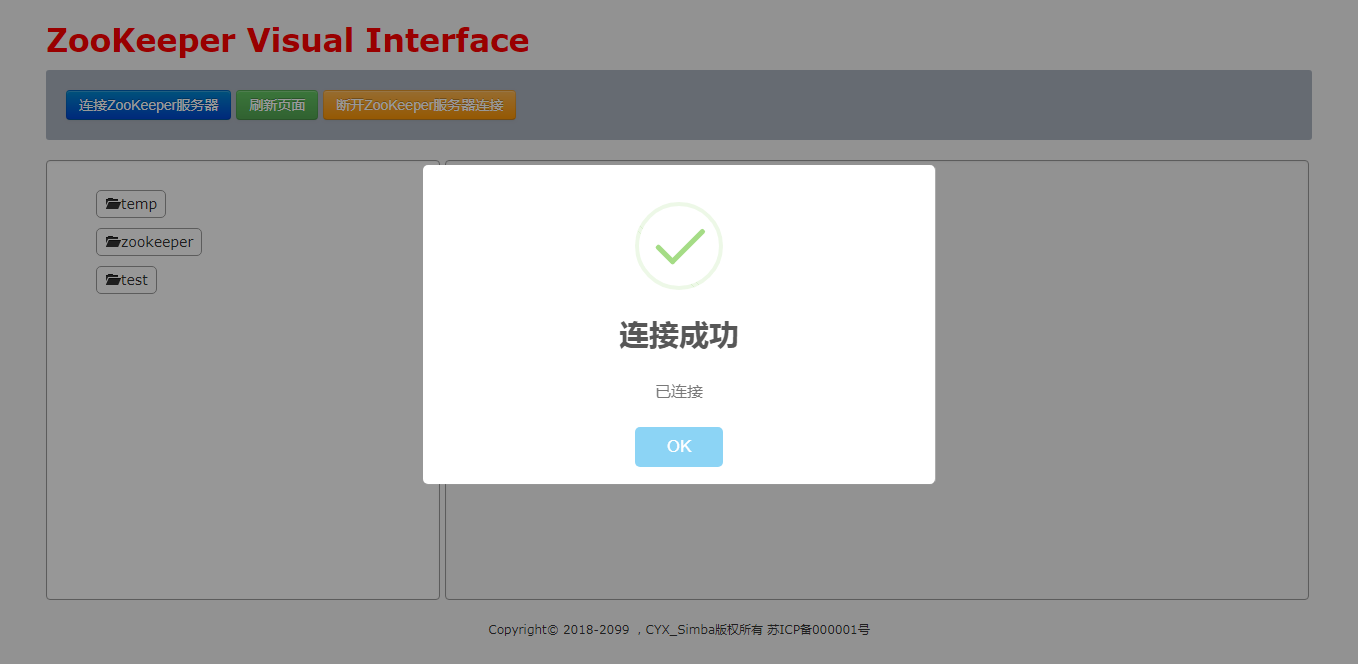 ZooKeeper Visual Interface
连接ZooKeeper服务器 刷新页面 断开ZooKeeper服务器连接
temp
zookeeper
test
连接成功
已连接
OK
Copyright© 2018-2099 ，CYX_Simba版权所有 苏ICP备000001号